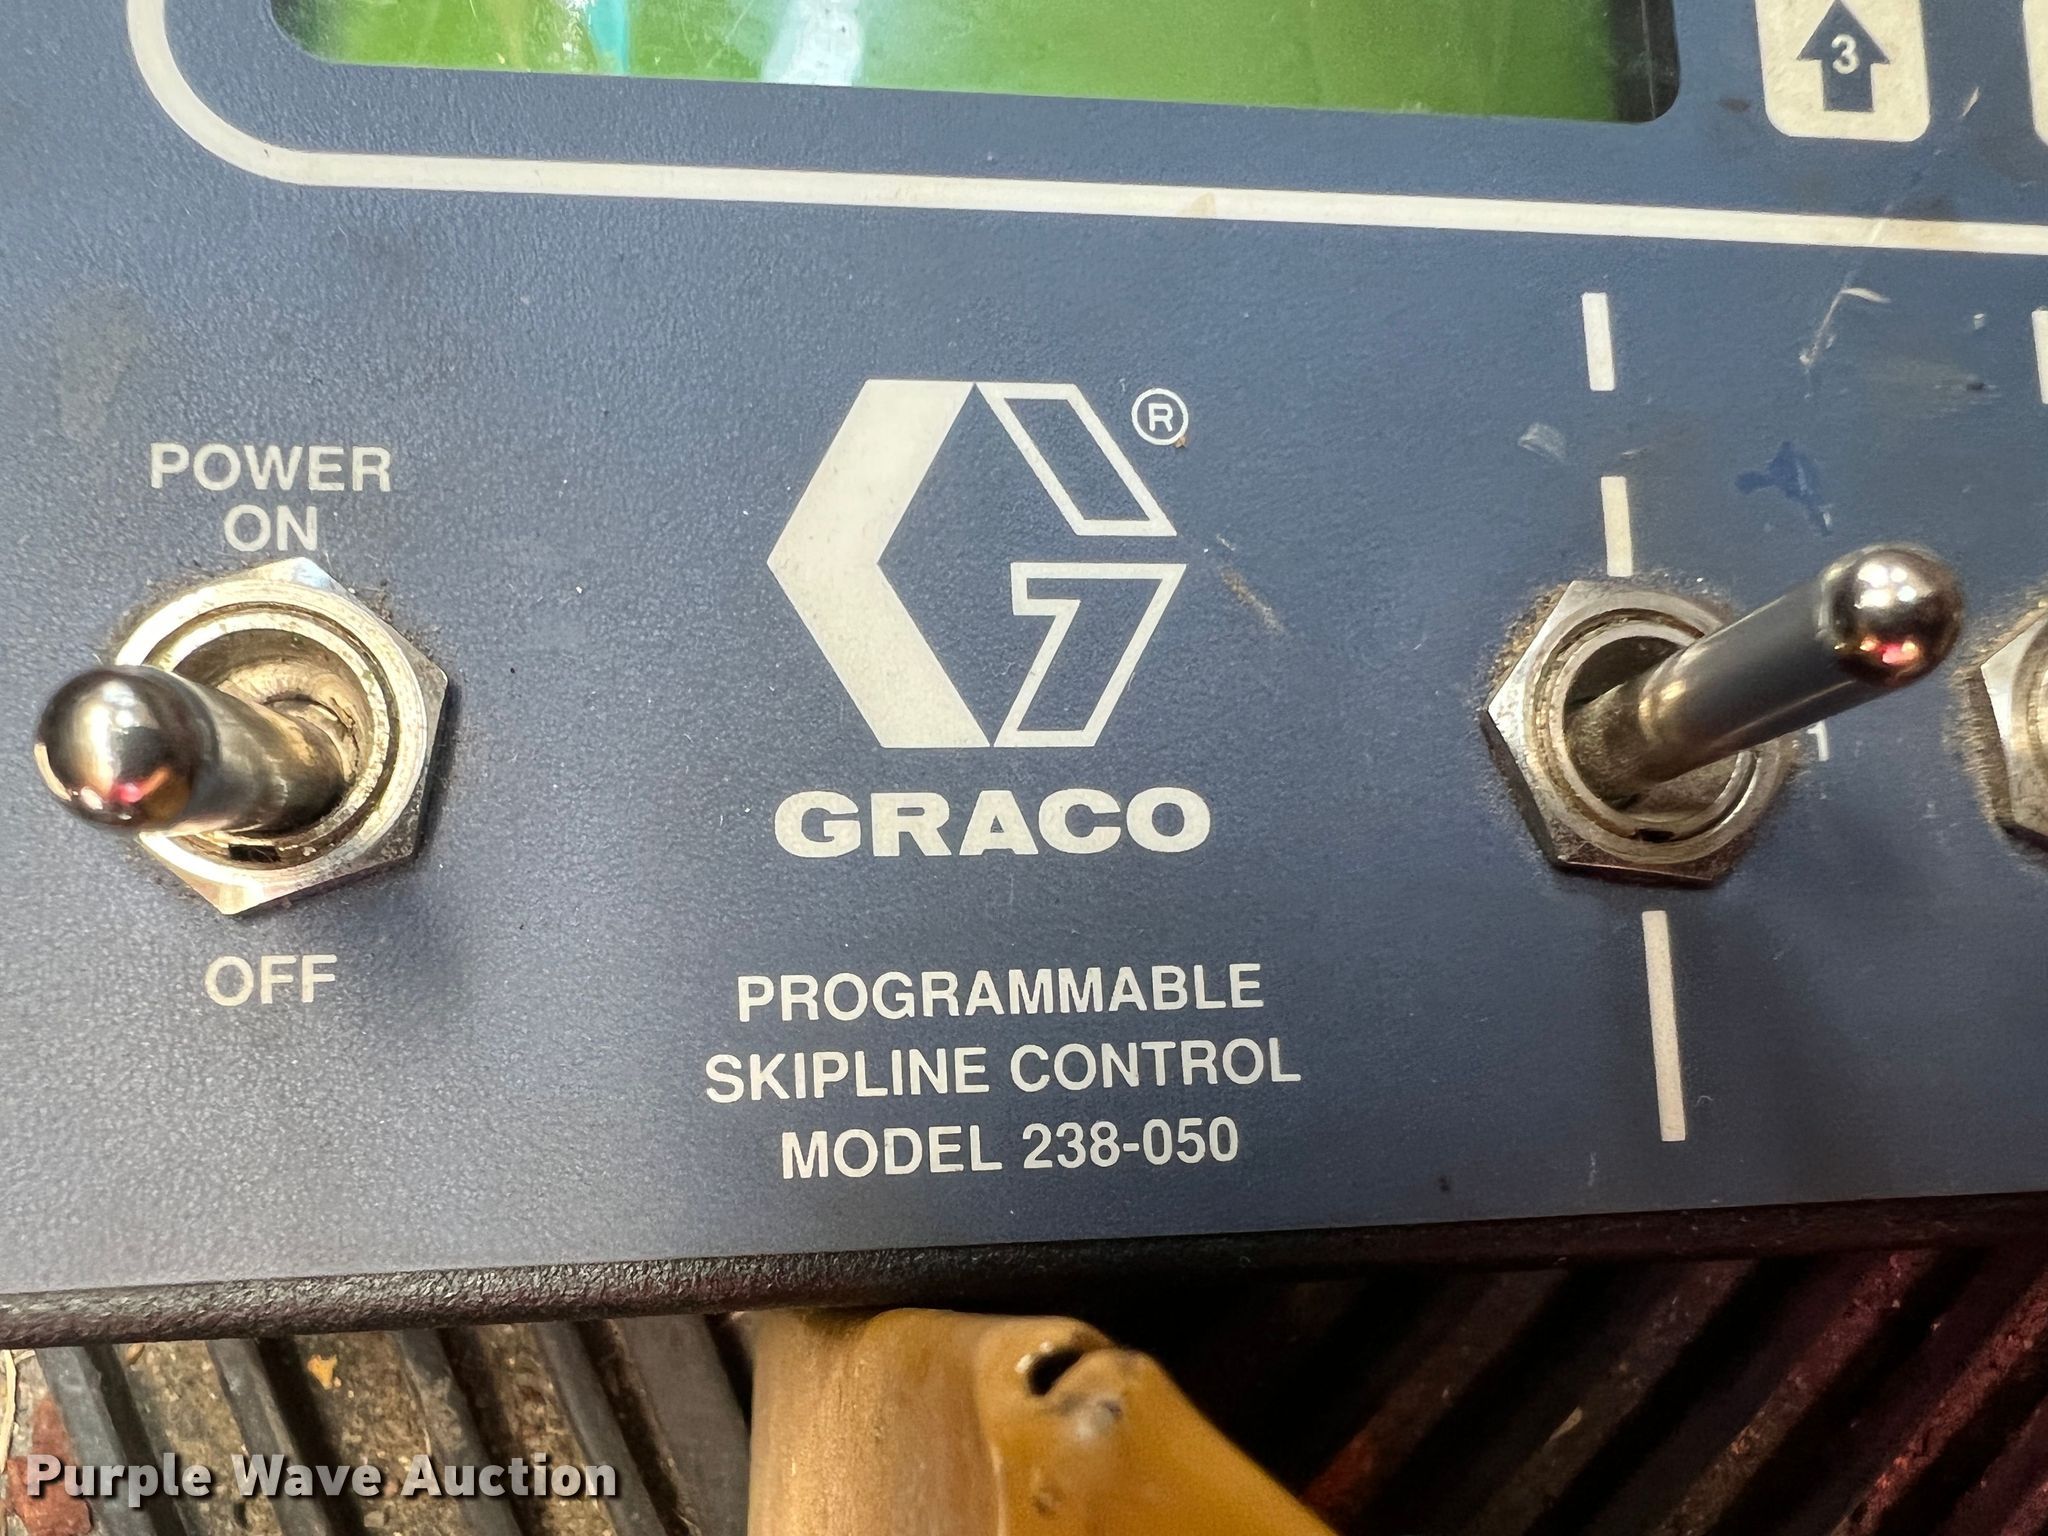 3
®
POWER
ON
1
GRACO
OFF
PROGRAMMABLE
SKIPLINE CONTROL
MODEL 238-050
Purple Wave Auction